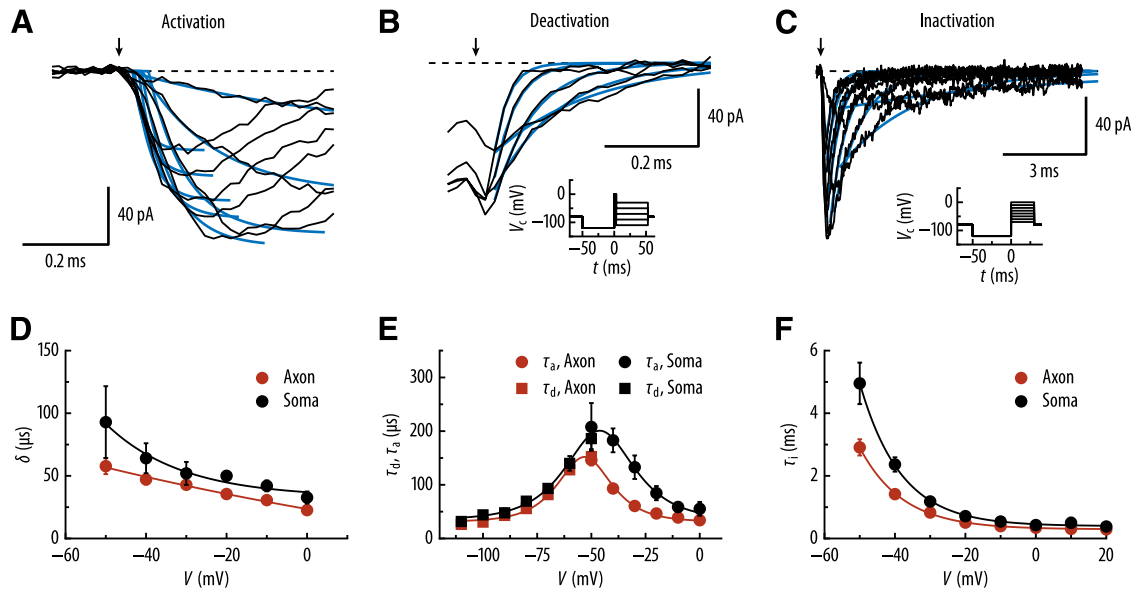 A Activation
B Deactivation
C Inactivation
40 pA
0.2 ms
40 pA
0.2 ms
0
−100
V_c (mV)
−50 0 50
t (ms)
40 pA
3 ms
0
−100
V_c (mV)
−50 0
t (ms)
D
150
100
50
0
δ (μs)
−60 −40 −20 0
V (mV)
Axon
Soma
E
300
200
100
0
τ_d, τ_a (μs)
−100 −75 −50 −25 0
V (mV)
τ_a, Axon
τ_d, Axon
τ_a, Soma
τ_d, Soma
F
6
4
2
0
τ_i (ms)
−60 −40 −20 0 20
V (mV)
Axon
Soma